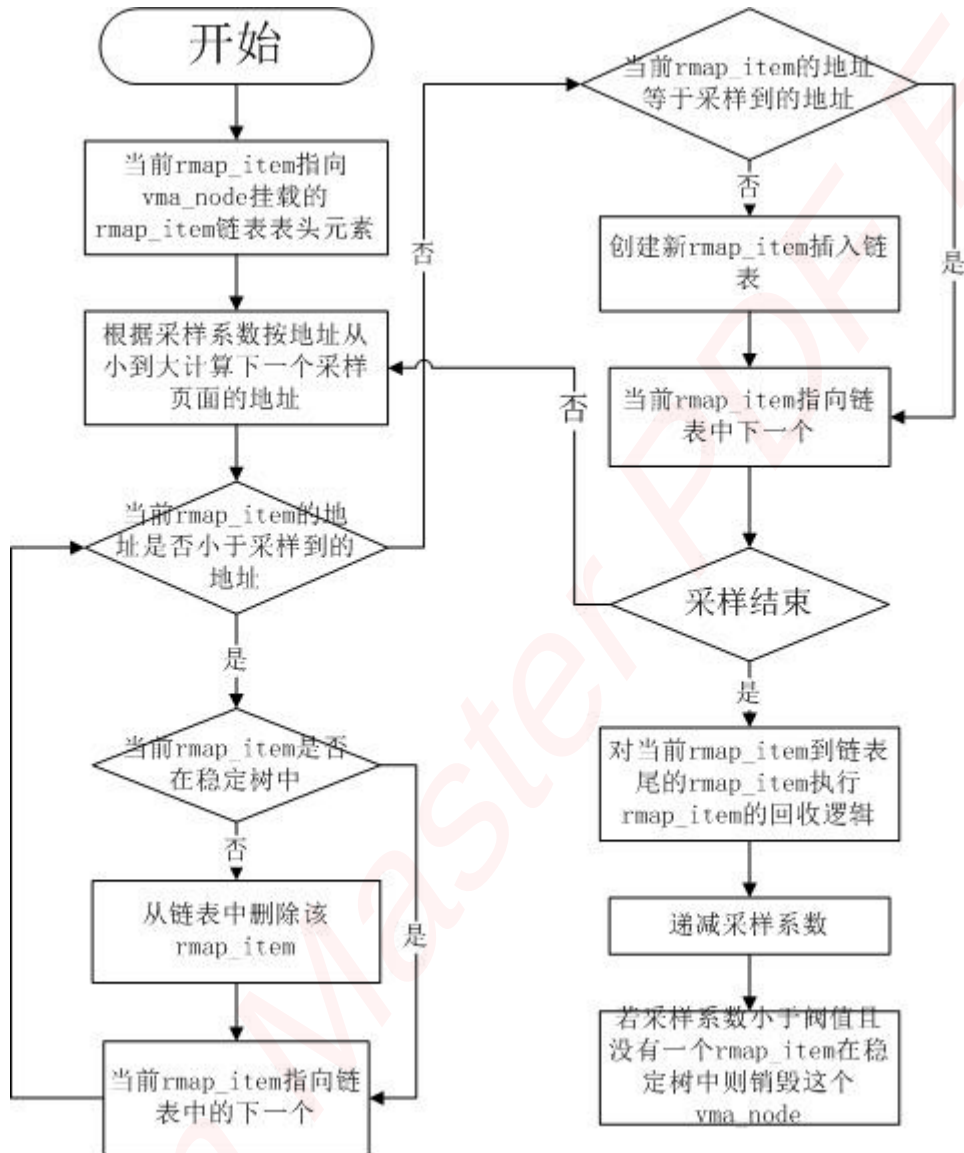 开始
当前rmap_item指向
vma_node挂载的
rmap_item链表表头元素
根据采样系数按地址从
小到大计算下一个采样
页面的地址
当前rmap_item的地
址是否小于采样到的
地址
否
是
当前rmap_item是否
在稳定树中
否
是
从链表中删除该
rmap_item
当前rmap_item指向链
表中的下一个
当前rmap_item的地址
等于采样到的地址
否
是
创建新rmap_item插入链
表
当前rmap_item指向链
表中下一个
否
采样结束
是
对当前rmap_item到链表
尾的rmap_item执行
rmap_item的回收逻辑
递减采样系数
若采样系数小于阀值且
没有一个rmap_item在稳
定树中则销毁这个
vma_node
Master PDF